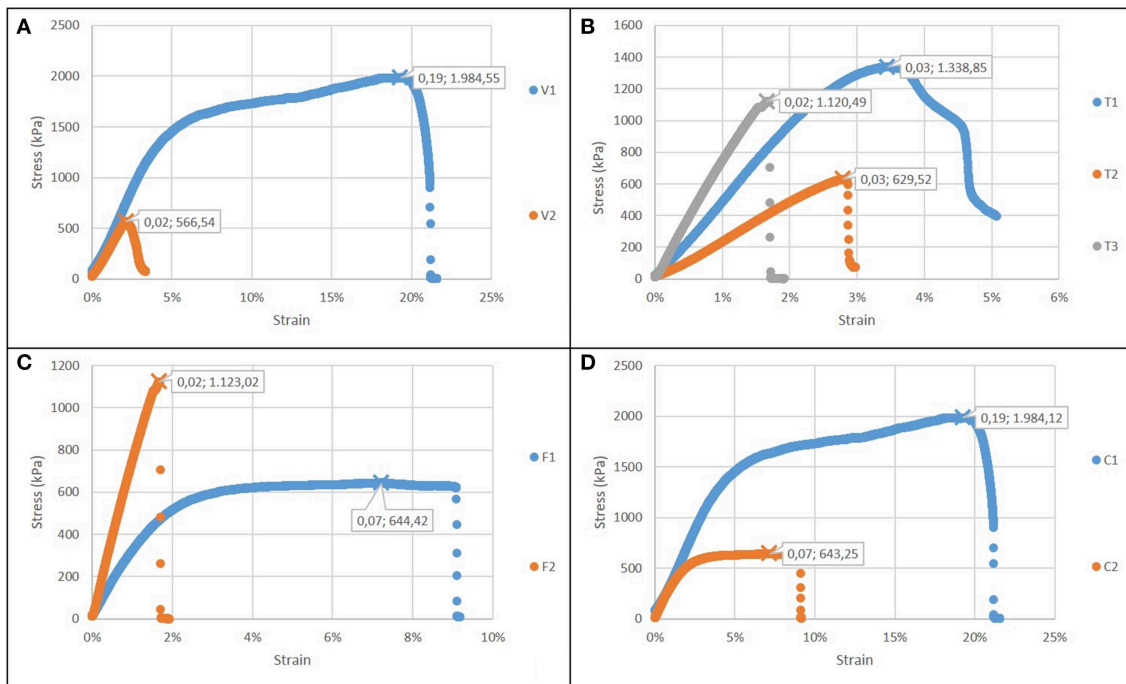 A
Stress (kPa)
2500
2000
1500
1000
500
0
0% 5% 10% 15% 20% 25%
Strain
0,19; 1.984,55
0,02; 566,54
V1
V2
B
Stress (kPa)
1600
1400
1200
1000
800
600
400
200
0
0% 1% 2% 3% 4% 5% 6%
Strain
0,03; 1.338,85
0,02; 1.120,49
0,03; 629,52
T1
T2
T3
C
Stress (kPa)
1200
1000
800
600
400
200
0
0% 2% 4% 6% 8% 10%
Strain
0,02; 1.123,02
0,07; 644,42
F1
F2
D
Stress (kPa)
2500
2000
1500
1000
500
0
0% 5% 10% 15% 20% 25%
Strain
0,19; 1.984,12
0,07; 643,25
C1
C2